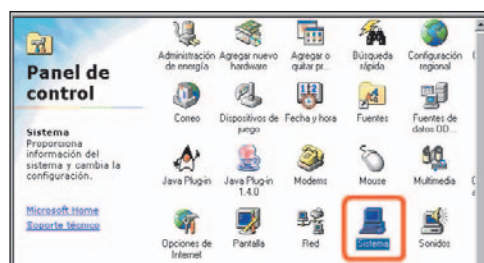 Panel de
control
Sistema
Proporciona
información del
sistema y cambia la
configuración.
Microsoft Home
Soporte técnico
Administración de energía
Agregar nuevo hardware
Agregar o quitar pr...
Búsqueda rápida
Configuración regional
Correo
Dispositivos de juego
Fecha y hora
Fuentes
Fuentes de datos OD...
Java Plug-in
Java Plug-in 1.4.0
Modems
Mouse
Multimedia
Opciones de Internet
Pantalla
Red
Sistema
Sonidos